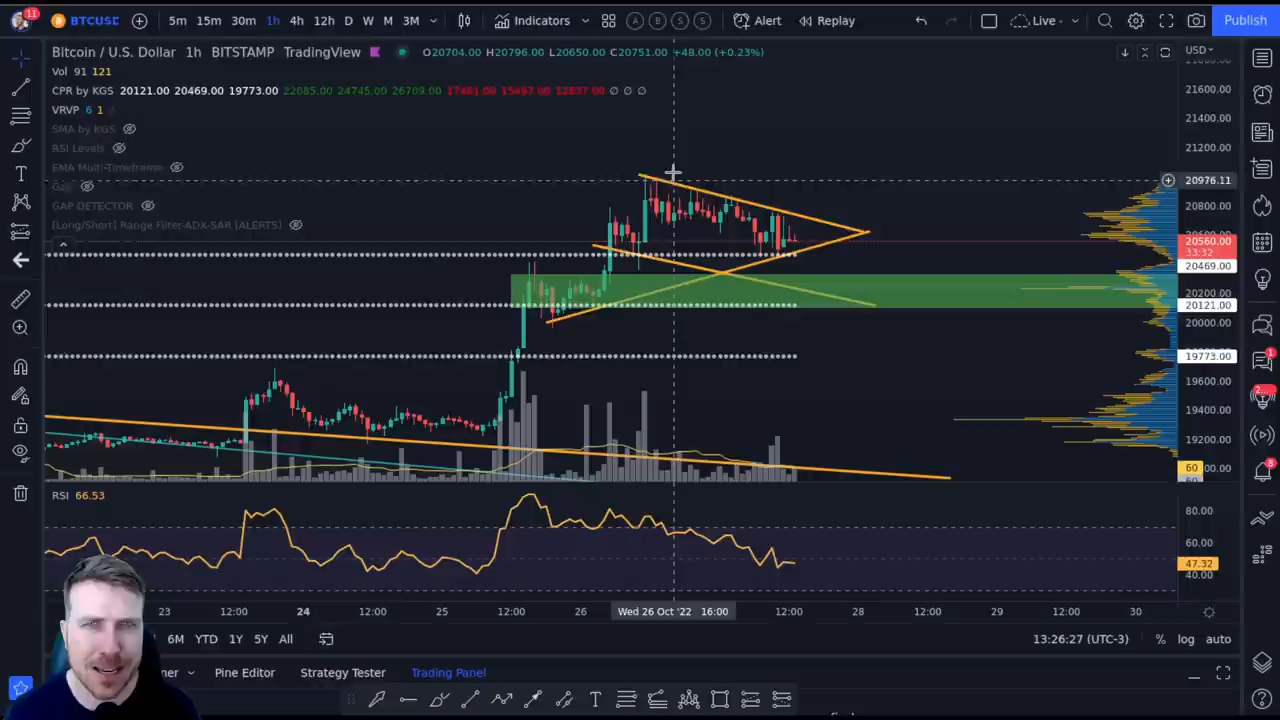 11 BTCUSD 5m 15m 30m 1h 4h 12h D W M 3M Indicators A B S S Alert Replay Live Publish
Bitcoin / U.S. Dollar 1h BITSTAMP TradingView O20704.00 H20796.00 L20650.00 C20751.00 +48.00 (+0.23%) USD
Vol 91 121
CPR by KGS 20121.00 20469.00 19773.00 22085.00 24745.00 26709.00 17461.00 15497.00 12837.00 ∅ ∅ ∅
VRVP 6 1
SMA by KGS
RSI Levels
EMA Multi-Timeframe
Gap
GAP DETECTOR
[Long/Short] Range Filter-ADX-SAR [ALERTS]
21600.00
21400.00
21200.00
20976.11
20800.00
20560.00
33:32
20469.00
20200.00
20121.00
20000.00
19773.00
19600.00
19400.00
19200.00
60
RSI 66.53
80.00
60.00
47.32
40.00
23 12:00 24 12:00 25 12:00 26 Wed 26 Oct '22 16:00 12:00 28 12:00 29 12:00 30
6M YTD 1Y 5Y All 13:26:27 (UTC-3) % log auto
Pine Editor Strategy Tester Trading Panel
T T
1
8